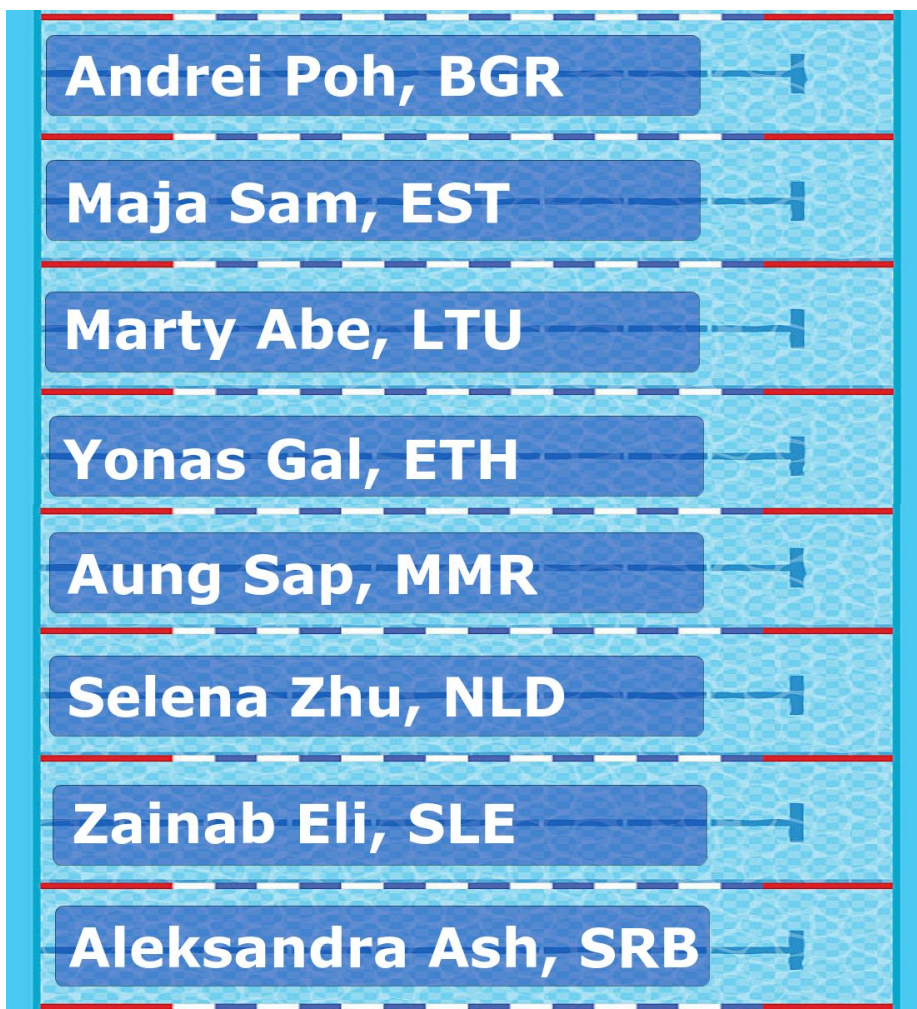 Andrei Poh, BGR
Maja Sam, EST
Marty Abe, LTU
Yonas Gal, ETH
Aung Sap, MMR
Selena Zhu, NLD
Zainab Eli, SLE
Aleksandra Ash, SRB